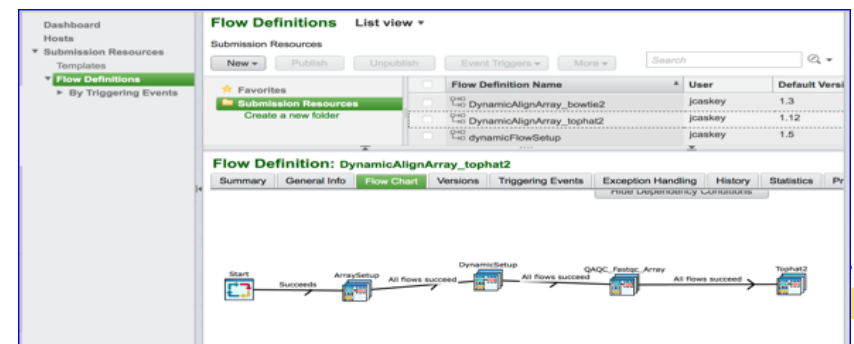 Dashboard
Hosts
Submission Resources
Templates
Flow Definitions
By Triggering Events
Flow Definitions List view
Submission Resources
New Publish Unpublish Event Triggers More Search
Favorites
Submission Resources
Create a new folder
Flow Definition Name User Default Versi
DynamicAlignArray_bowtie2 jcaskey 1.3
DynamicAlignArray_tophat2 jcaskey 1.12
dynamicFlowSetup jcaskey 1.5
Flow Definition: DynamicAlignArray_tophat2
Summary General Info Flow Chart Versions Triggering Events Exception Handling History Statistics Pr
Hide Dependency Conditions
Start Succeeds ArraySetup All flows succeed DynamicSetup All flows succeed QAQC_Fastqc_Array All flows succeed Tophat2